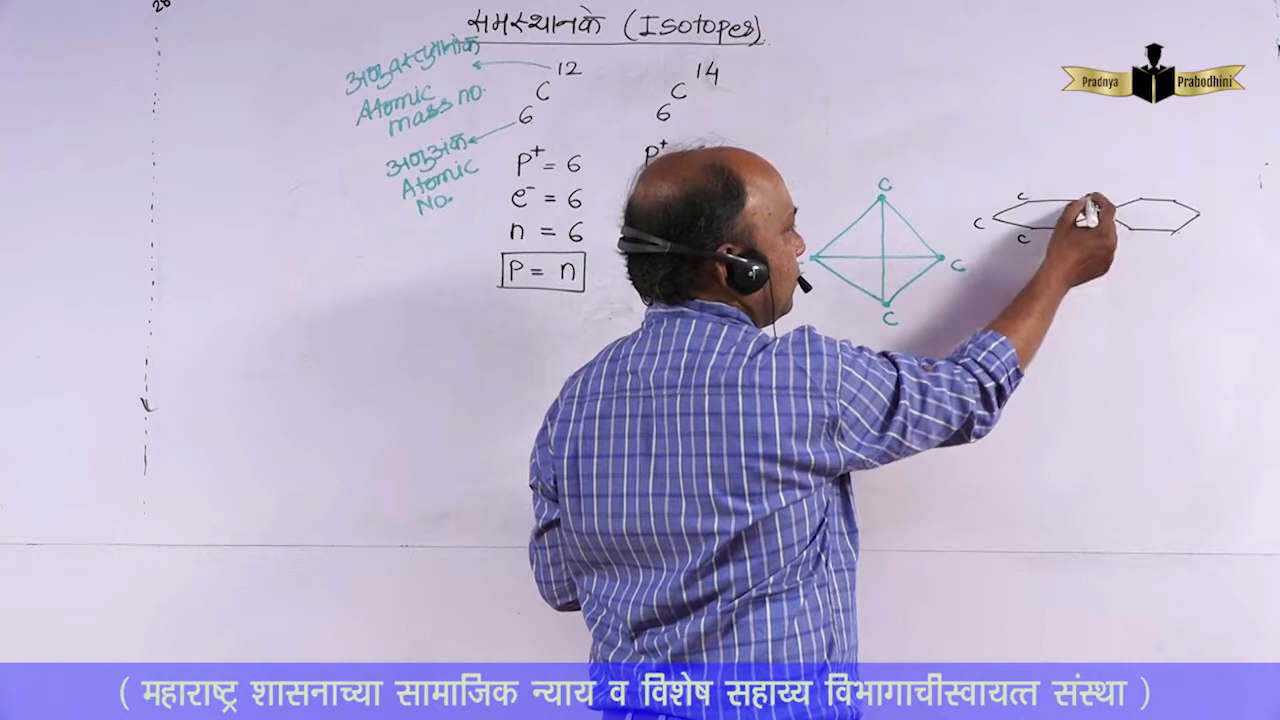 28
समस्थानके (Isotopes)
अणुवस्तुमानांक
Atomic
mass no.
12
C
6
14
C
6
अणुअंक
Atomic
No.
P+ = 6
e- = 6
n = 6
P = n
P+
C
C
C
C
C
C
Pradnya Prabodhini
( महाराष्ट्र शासनाच्या सामाजिक न्याय व विशेष सहाय्य विभागाचीस्वायत्त संस्था )